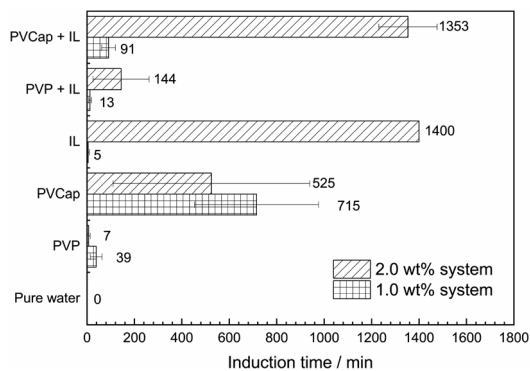 PVCap + IL
1353
91
PVP + IL
144
13
IL
1400
5
PVCap
525
715
PVP
7
39
2.0 wt% system
1.0 wt% system
Pure water
0
0 200 400 600 800 1000 1200 1400 1600 1800
Induction time / min